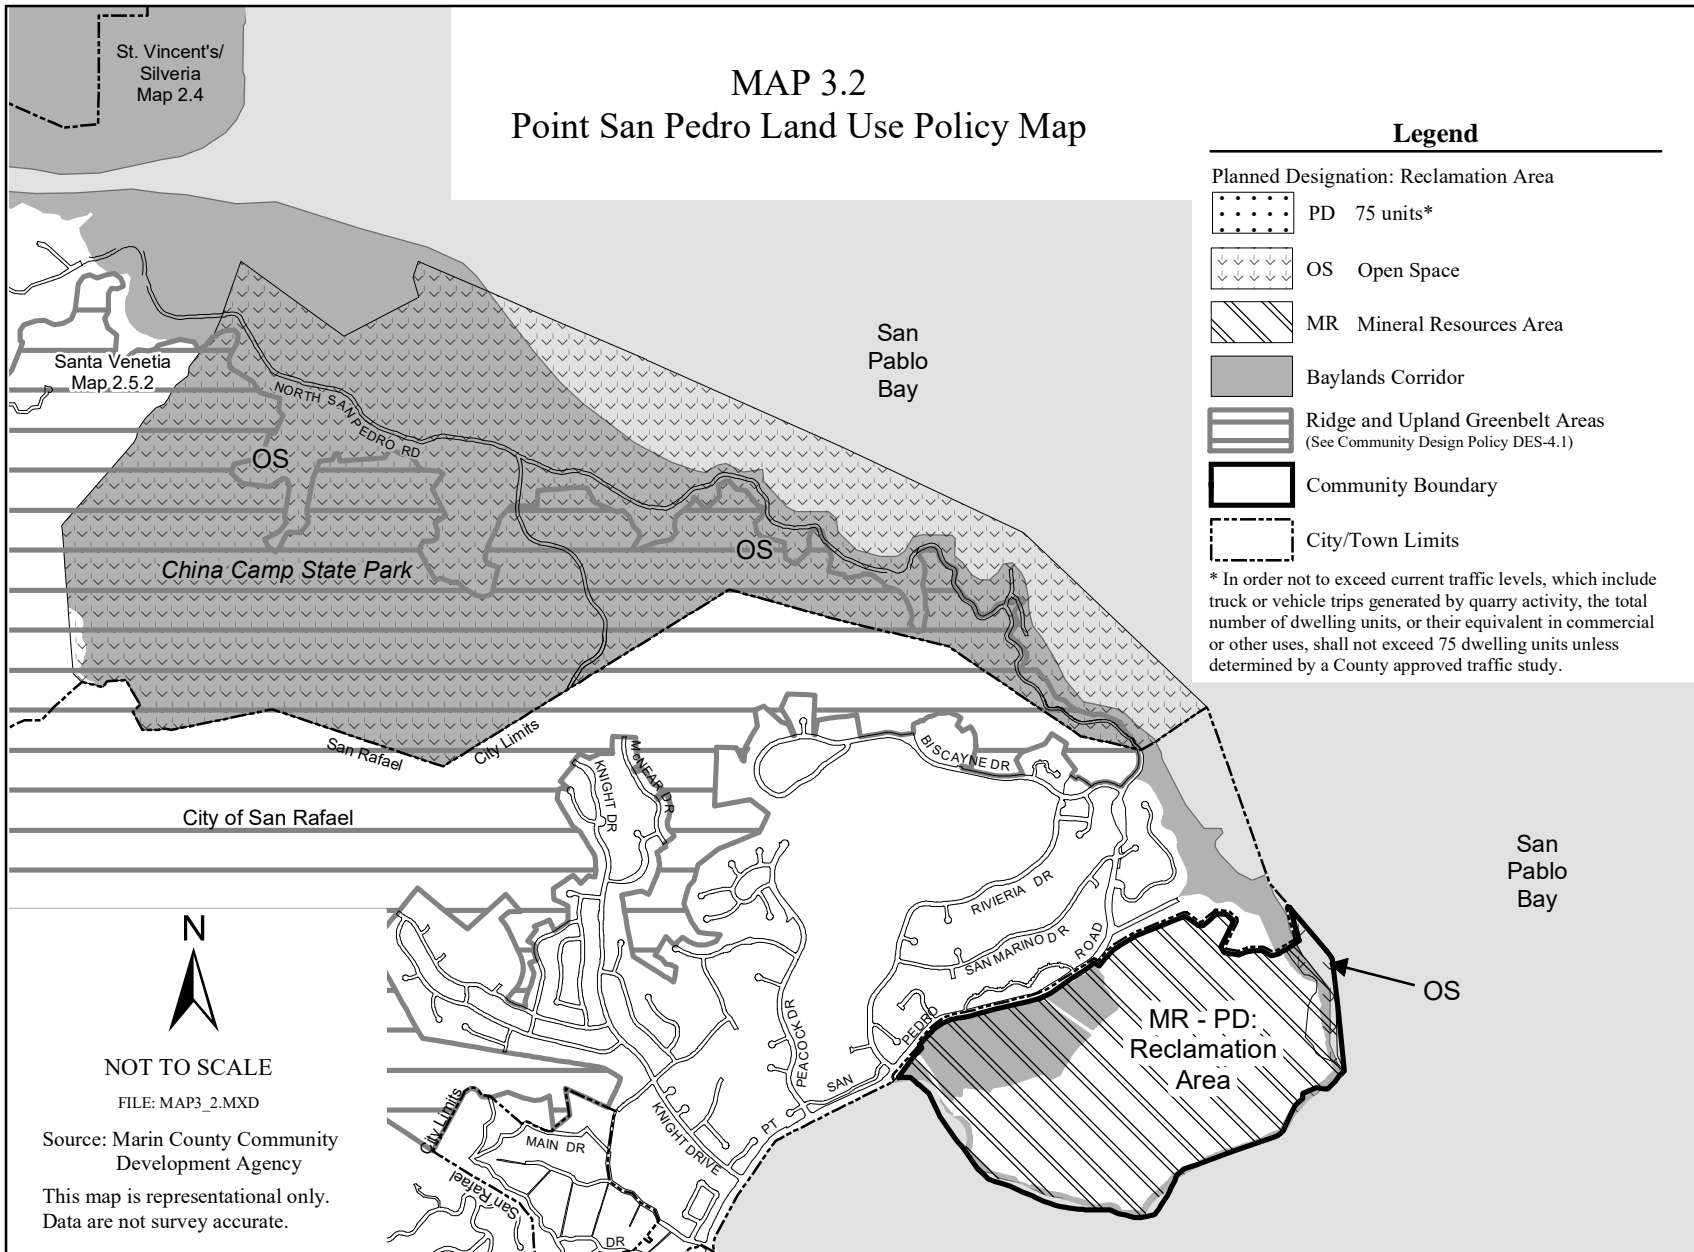 St. Vincent's/
Silveria
Map 2.4
MAP 3.2
Point San Pedro Land Use Policy Map
Legend
Planned Designation: Reclamation Area
PD 75 units*
OS Open Space
MR Mineral Resources Area
Baylands Corridor
Ridge and Upland Greenbelt Areas
(See Community Design Policy DES-4.1)
Community Boundary
City/Town Limits
* In order not to exceed current traffic levels, which include
truck or vehicle trips generated by quarry activity, the total
number of dwelling units, or their equivalent in commercial
or other uses, shall not exceed 75 dwelling units unless
determined by a County approved traffic study.
San
Pablo
Bay
Santa Venetia
Map 2.5.2
NORTH SAN PEDRO RD
OS
OS
China Camp State Park
San Rafael
City Limits
City of San Rafael
KNIGHT DR
McNEAR DR
BISCAYNE DR
RIVIERIA DR
SAN MARINO DR
San
Pablo
Bay
OS
MR - PD:
Reclamation
Area
PEACOCK DR
PT SAN PEDRO ROAD
KNIGHT DRIVE
MAIN DR
City Limits
San Rafael
DR
N
NOT TO SCALE
FILE: MAP3_2.MXD
Source: Marin County Community
Development Agency
This map is representational only.
Data are not survey accurate.